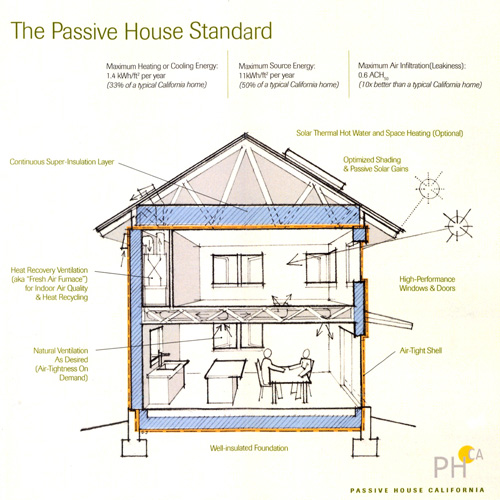 The Passive House Standard
Maximum Heating or Cooling Energy:
1.4 kWh/ft² per year
(33% of a typical California home)
Maximum Source Energy:
11kWh/ft² per year
(50% of a typical California home)
Maximum Air Infiltration(Leakiness):
0.6 ACH50
(10x better than a typical California home)
Solar Thermal Hot Water and Space Heating (Optional)
Continuous Super-Insulation Layer
Optimized Shading
& Passive Solar Gains
Heat Recovery Ventilation
(aka "Fresh Air Furnace")
for Indoor Air Quality
& Heat Recycling
High-Performance
Windows & Doors
Natural Ventilation
As Desired
(Air-Tightness On
Demand)
Air-Tight Shell
Well-insulated Foundation
PH CA
PASSIVE HOUSE CALIFORNIA